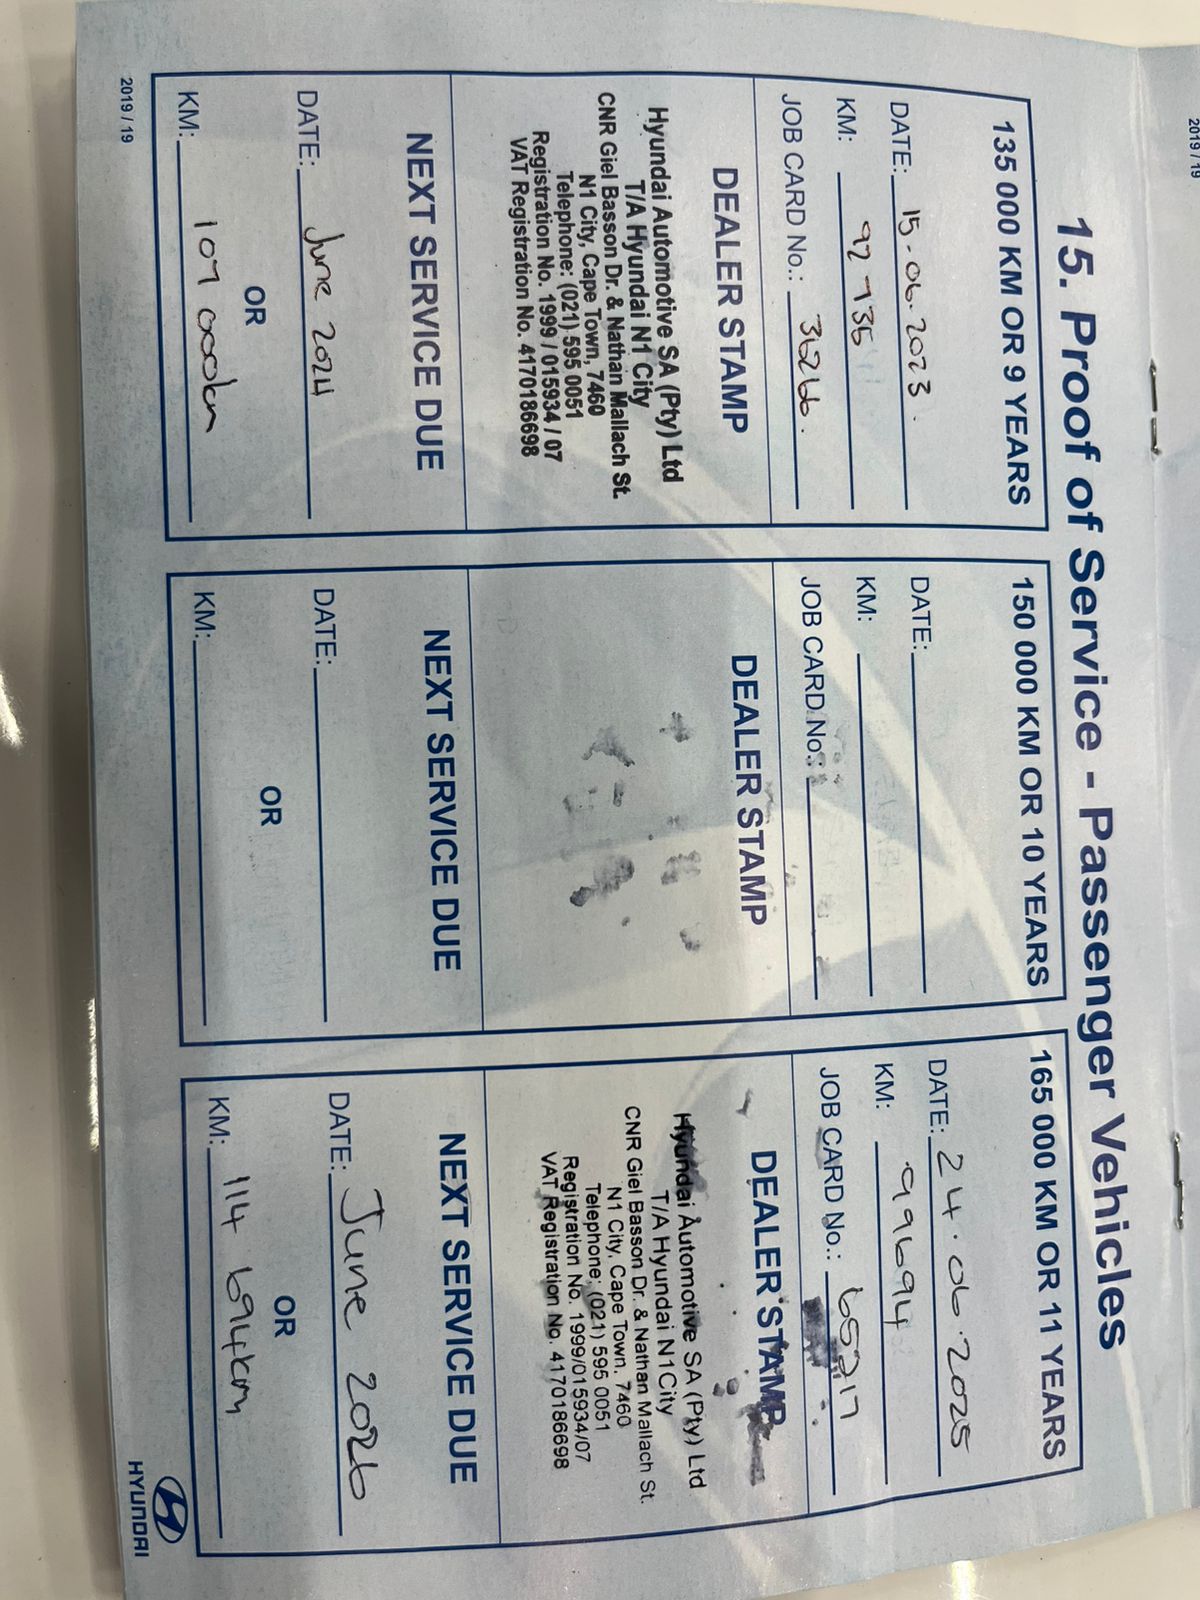 2019 / 19
15. Proof of Service - Passenger Vehicles
135 000 KM OR 9 YEARS
DATE: 15.06.2023.
KM: 92 935
JOB CARD No.: 36266.
DEALER STAMP
Hyundai Automotive SA (Pty) Ltd
T/A Hyundai N1 City
CNR Giel Basson Dr. & Nathan Mallach St.
N1 City, Cape Town, 7460
Telephone: (021) 595 0051
Registration No. 1999 / 015934 / 07
VAT Registration No. 4170186698
NEXT SERVICE DUE
DATE: June 2024
OR
KM: 107 000km
150 000 KM OR 10 YEARS
DATE:
KM:
JOB CARD No.:
DEALER STAMP
NEXT SERVICE DUE
DATE:
OR
KM:
165 000 KM OR 11 YEARS
DATE: 24.06.2025
KM: 99694
JOB CARD No.: 65217
DEALER STAMP
Hyundai Automotive SA (Pty) Ltd
T/A Hyundai N1 City
CNR Giel Basson Dr. & Nathan Mallach St.
N1 City, Cape Town, 7460
Telephone: (021) 595 0051
Registration No. 1999/015934/07
VAT Registration No. 4170186698
NEXT SERVICE DUE
DATE: June 2026
OR
KM: 114 694km
2019 / 19
HYUNDAI